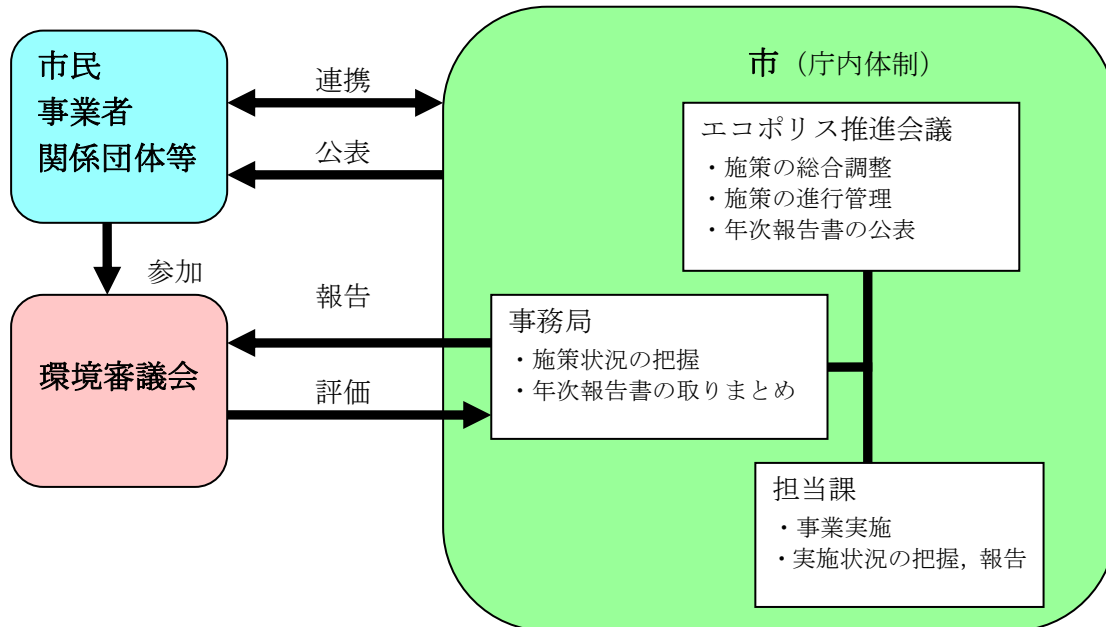 市民
事業者
関係団体等
連携
公表
参加
環境審議会
報告
評価
市（庁内体制）
エコポリス推進会議
・施策の総合調整
・施策の進行管理
・年次報告書の公表
事務局
・施策状況の把握
・年次報告書の取りまとめ
担当課
・事業実施
・実施状況の把握，報告